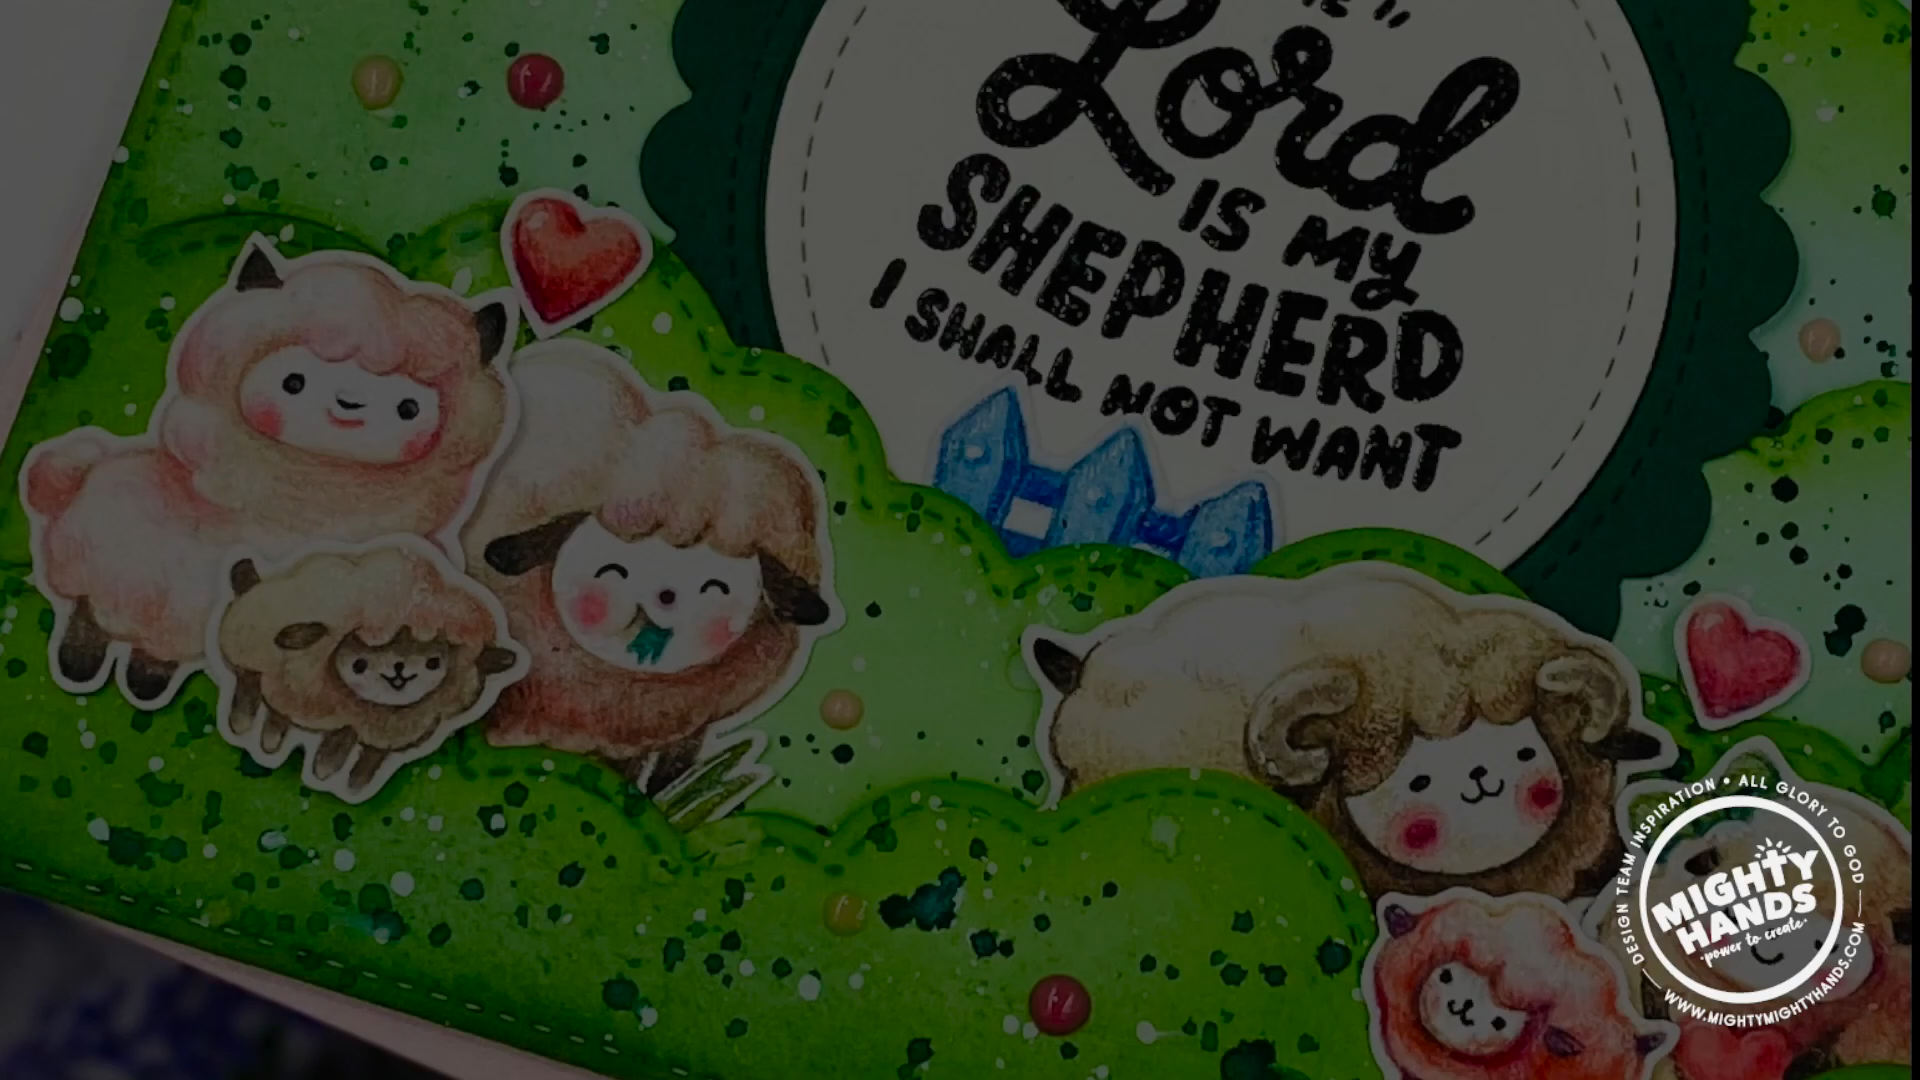 Lord
IS MY
SHEPHERD
I SHALL NOT WANT
DESIGN TEAM INSPIRATION • ALL GLORY TO GOD
MIGHTY
HANDS
•power to create•
WWW.MIGHTYMIGHTYHANDS.COM